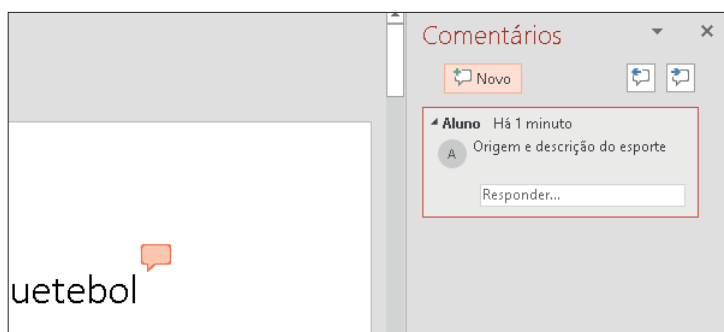 Comentários
Novo
Aluno Há 1 minuto
A
Origem e descrição do esporte
Responder...
uetebol